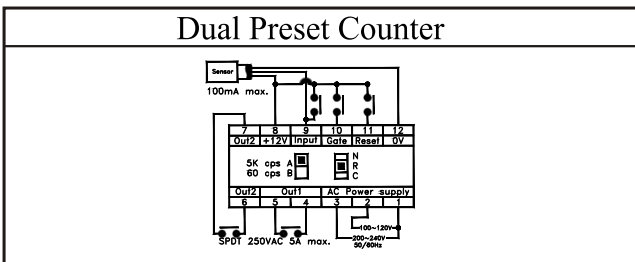 Dual Preset Counter
Sensor
100mA max.
7 8 9 10 11 12
Out2 +12V Input Gate Reset 0V
5K cps A
60 cps B
N
R
C
Out2 Out1 AC Power supply
6 5 4 3 2 1
100~120V
SPDT 250VAC 5A max.
200~240V
50/60Hz